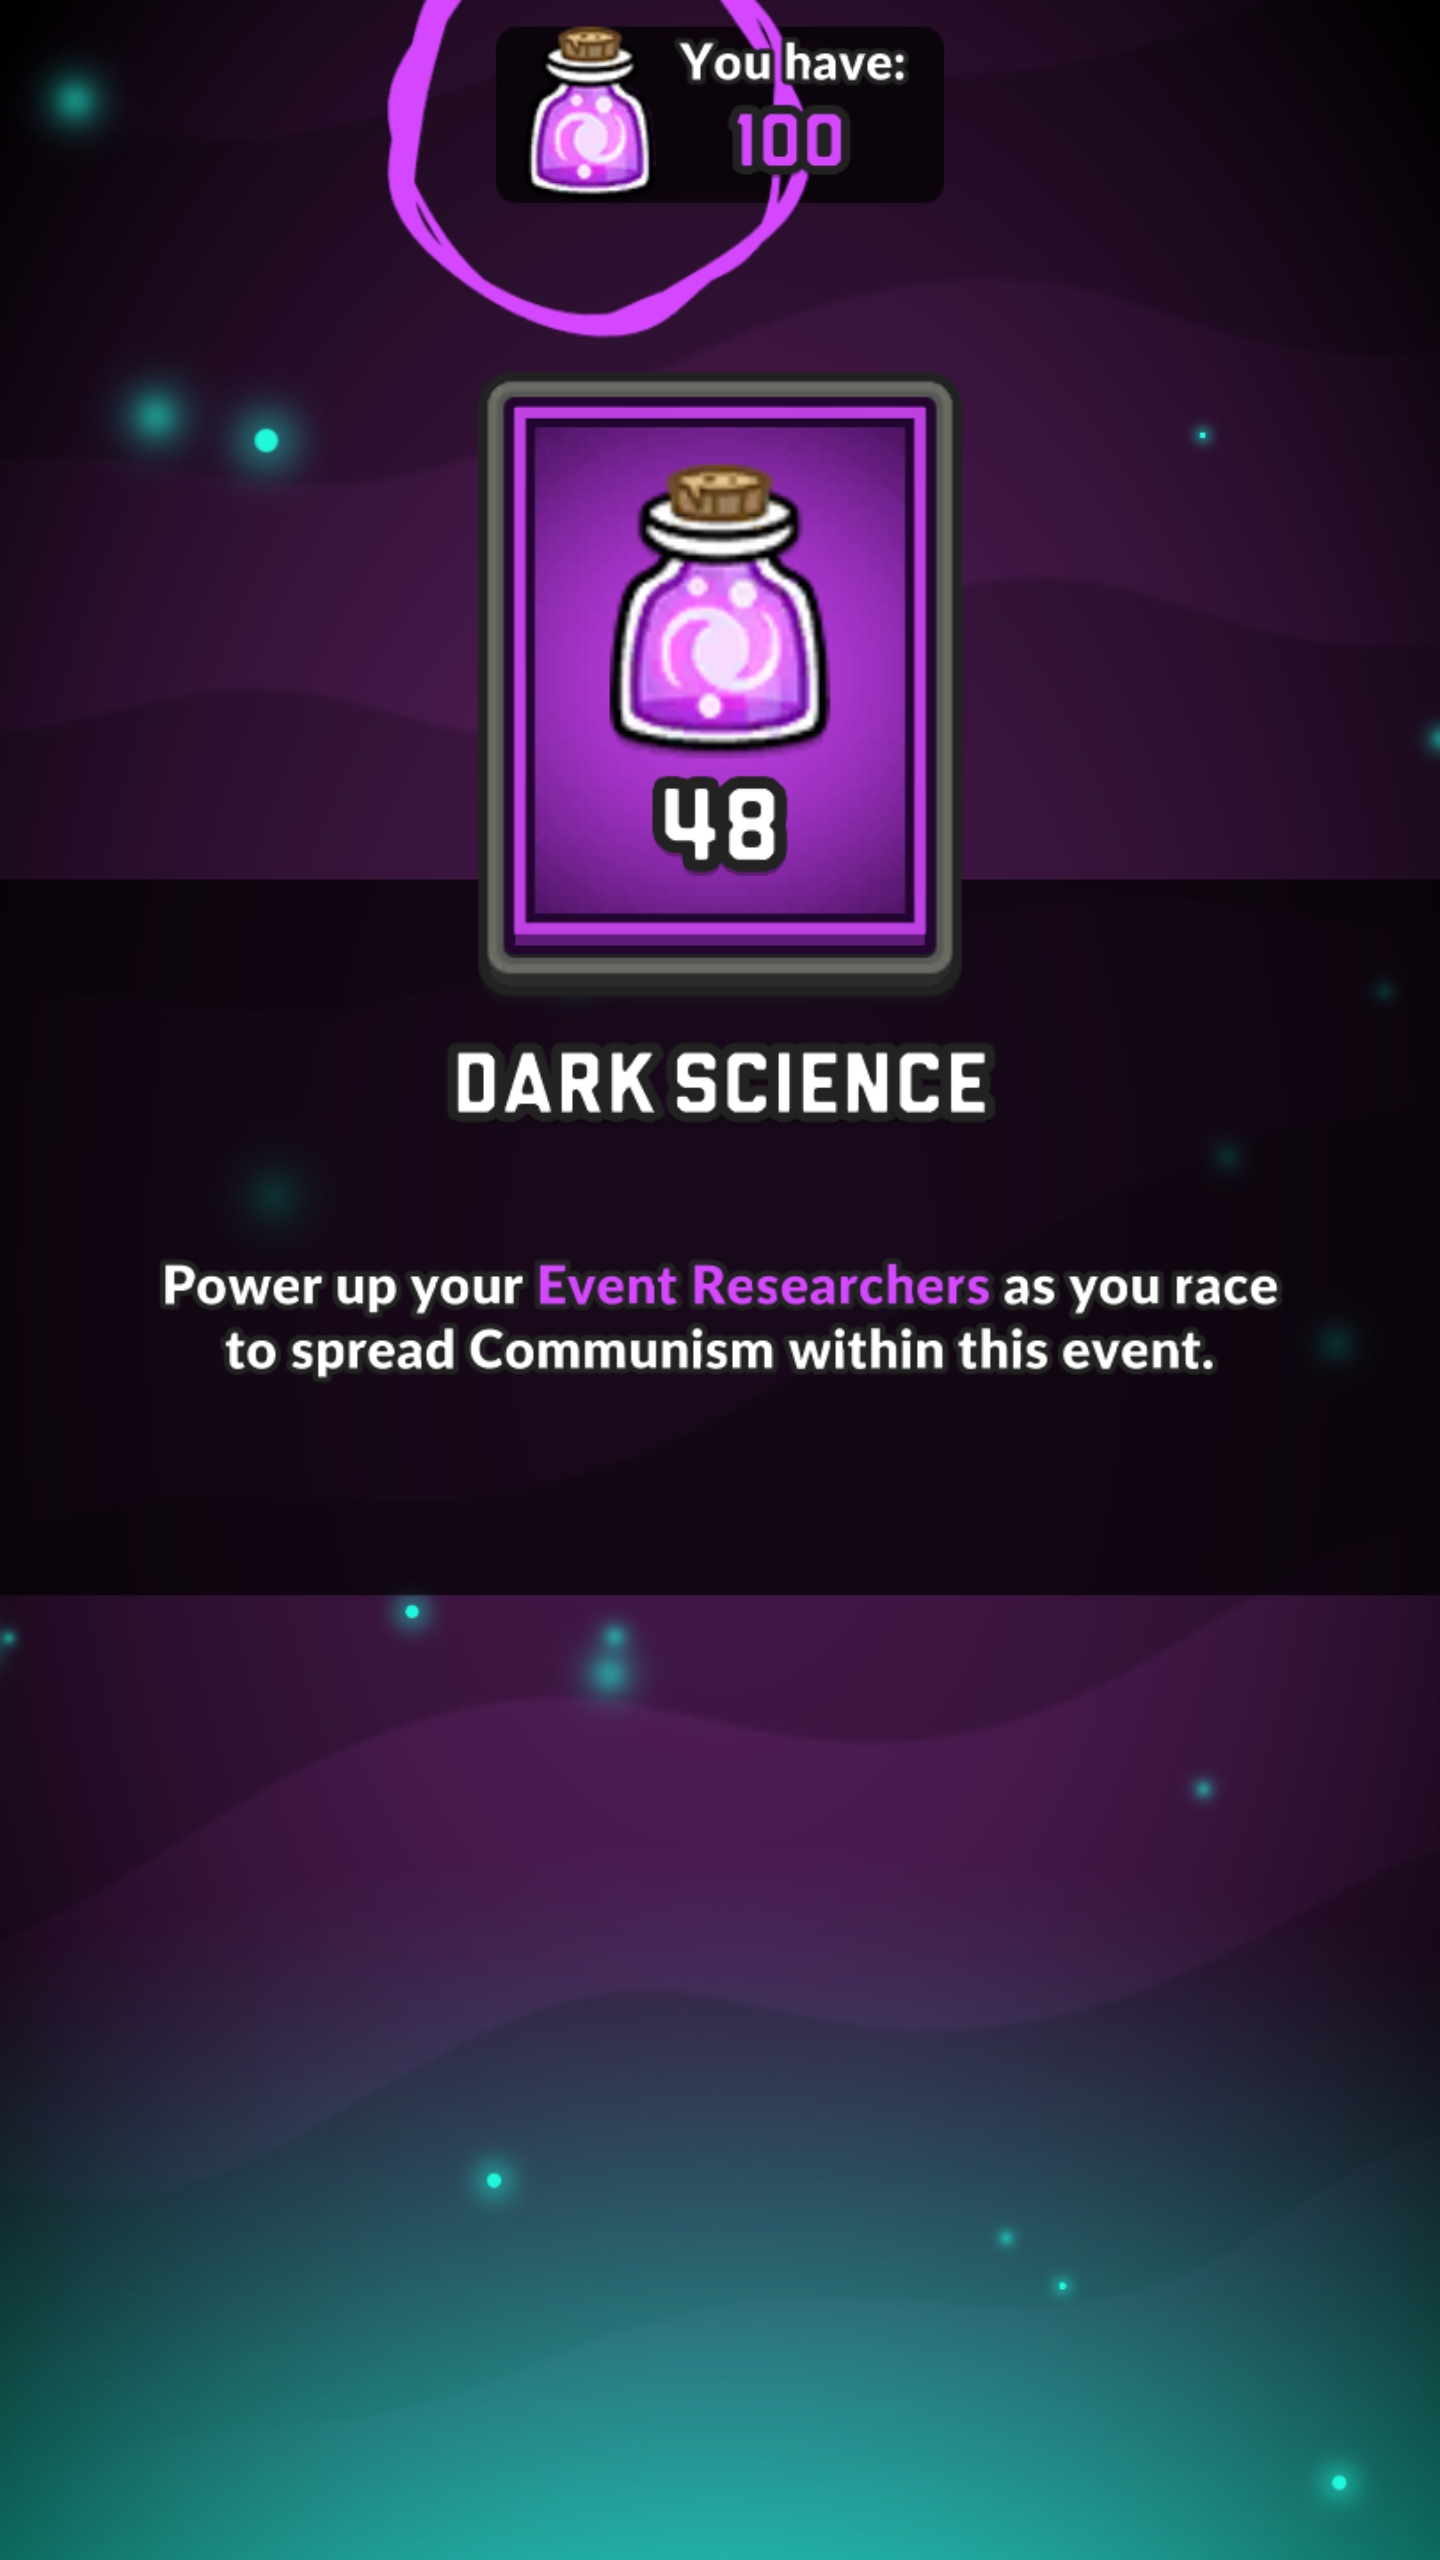 You have:
100
48
DARK SCIENCE
Power up your Event Researchers as you race
to spread Communism within this event.